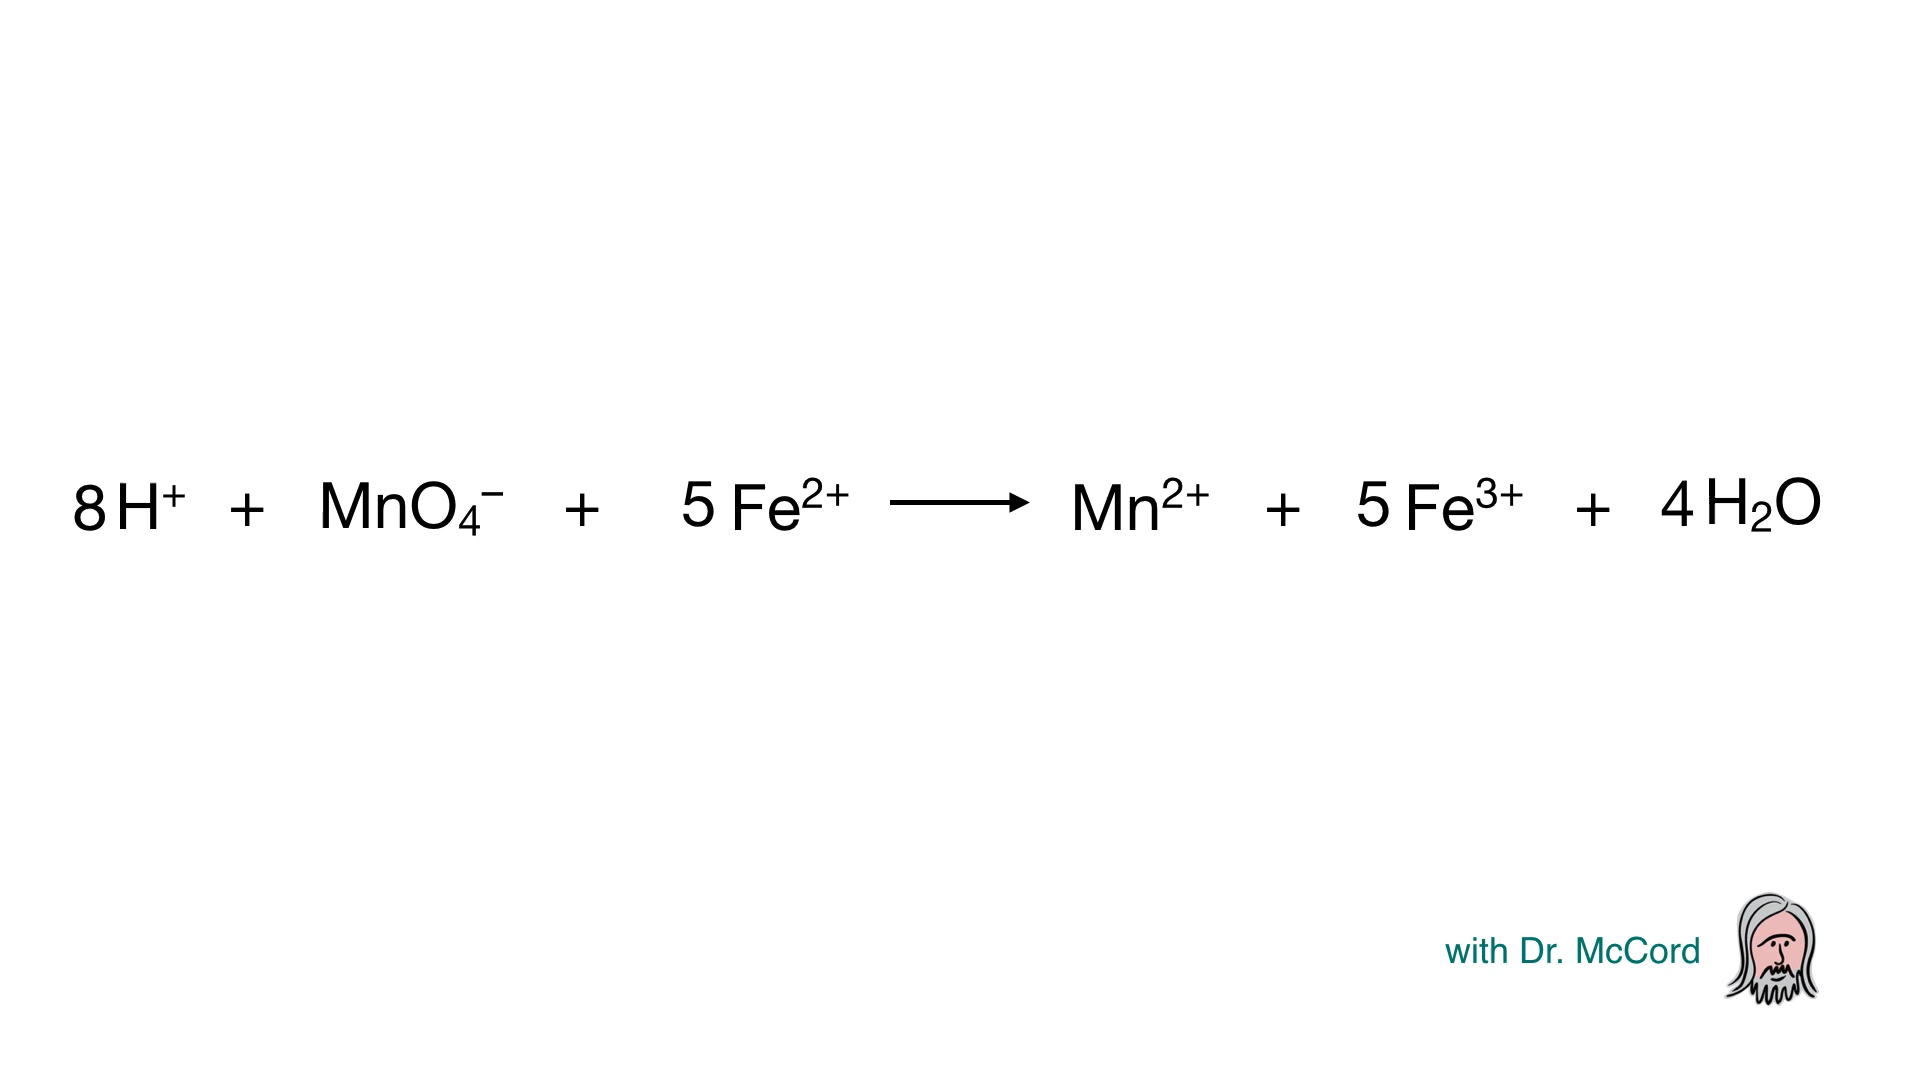 8 H⁺ + MnO₄⁻ + 5 Fe²⁺ ⟶ Mn²⁺ + 5 Fe³⁺ + 4 H₂O
with Dr. McCord